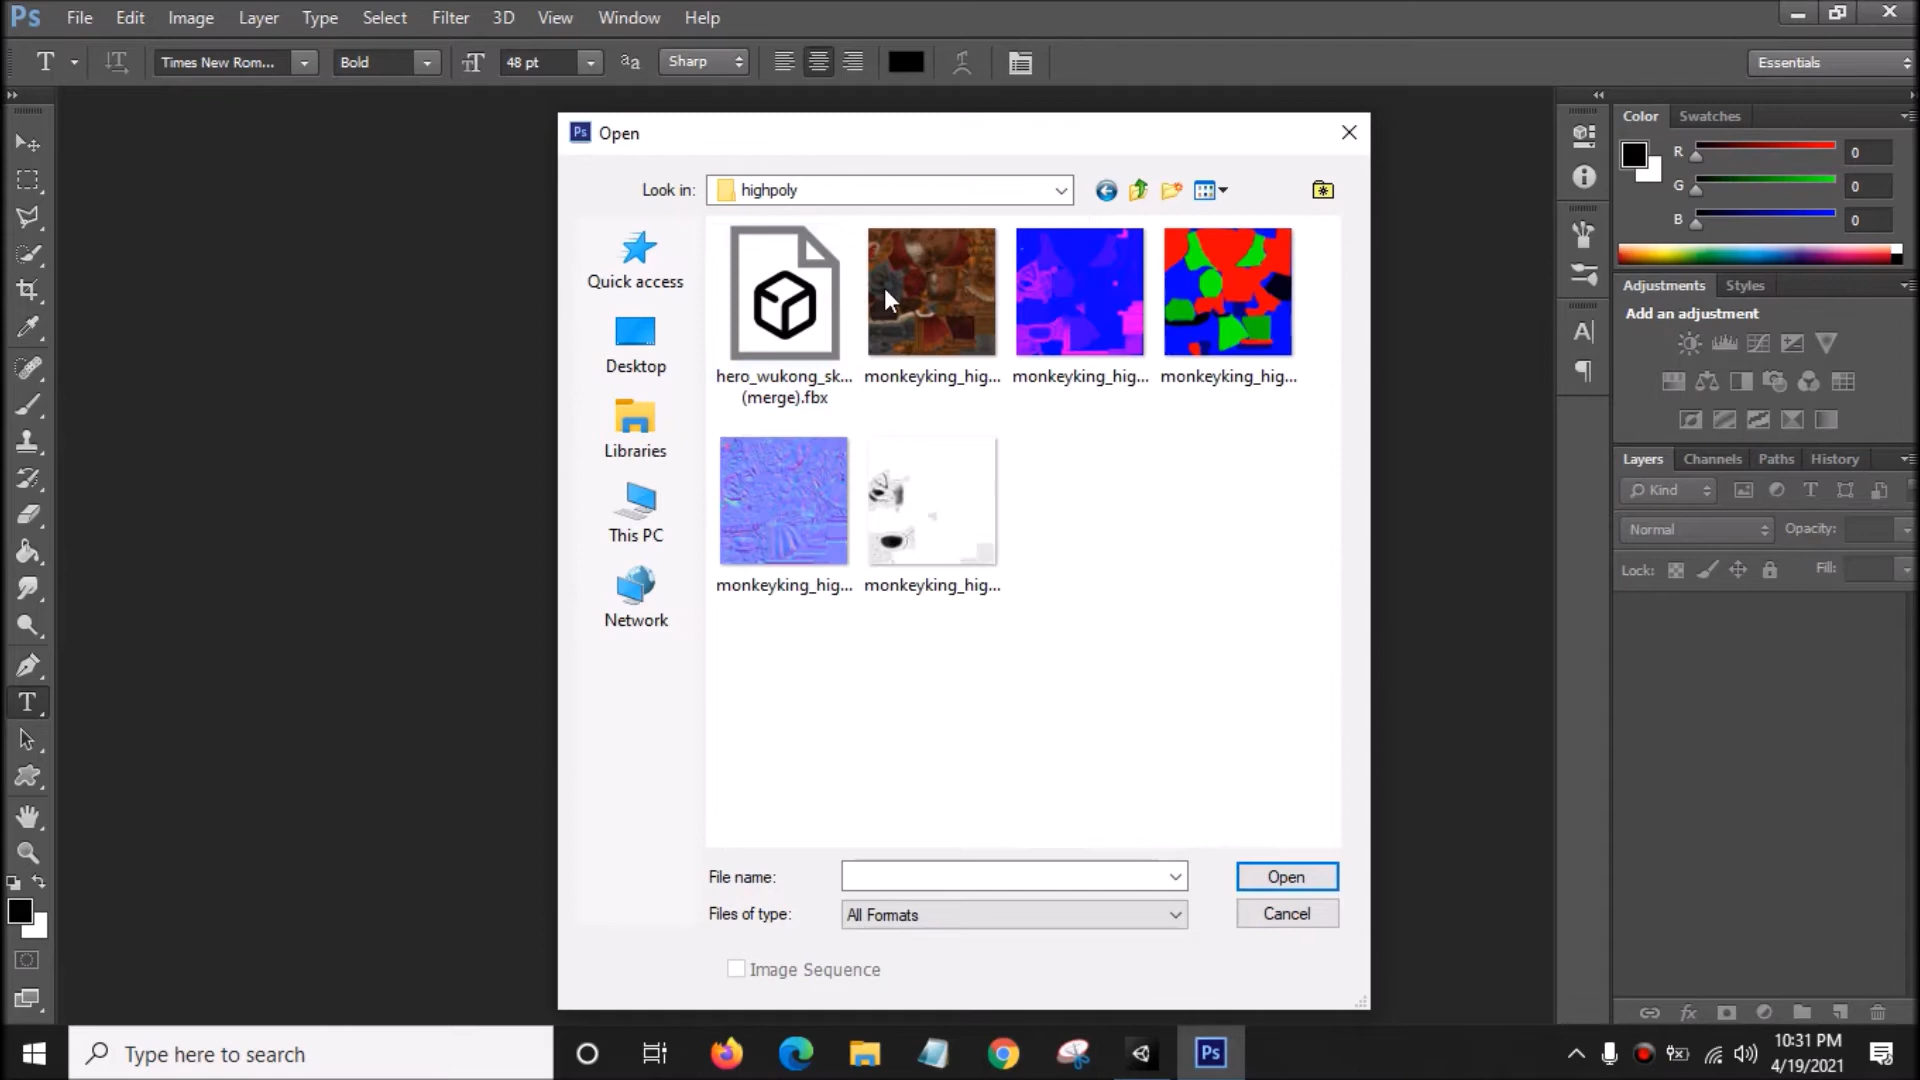 Ps File Edit Image Layer Type Select Filter 3D View Window Help
T Times New Rom... Bold 48 pt aa Sharp Essentials
Ps Open
Look in: highpoly
Quick access
Desktop
Libraries
This PC
Network
hero_wukong_sk...
(merge).fbx
monkeyking_hig...
monkeyking_hig...
monkeyking_hig...
monkeyking_hig...
monkeyking_hig...
File name:
Open
Files of type: All Formats
Cancel
Image Sequence
Color Swatches
R 0
G 0
B 0
Adjustments Styles
Add an adjustment
Layers Channels Paths History
Kind
Normal Opacity:
Lock: Fill:
Type here to search
Ps
10:31 PM
4/19/2021